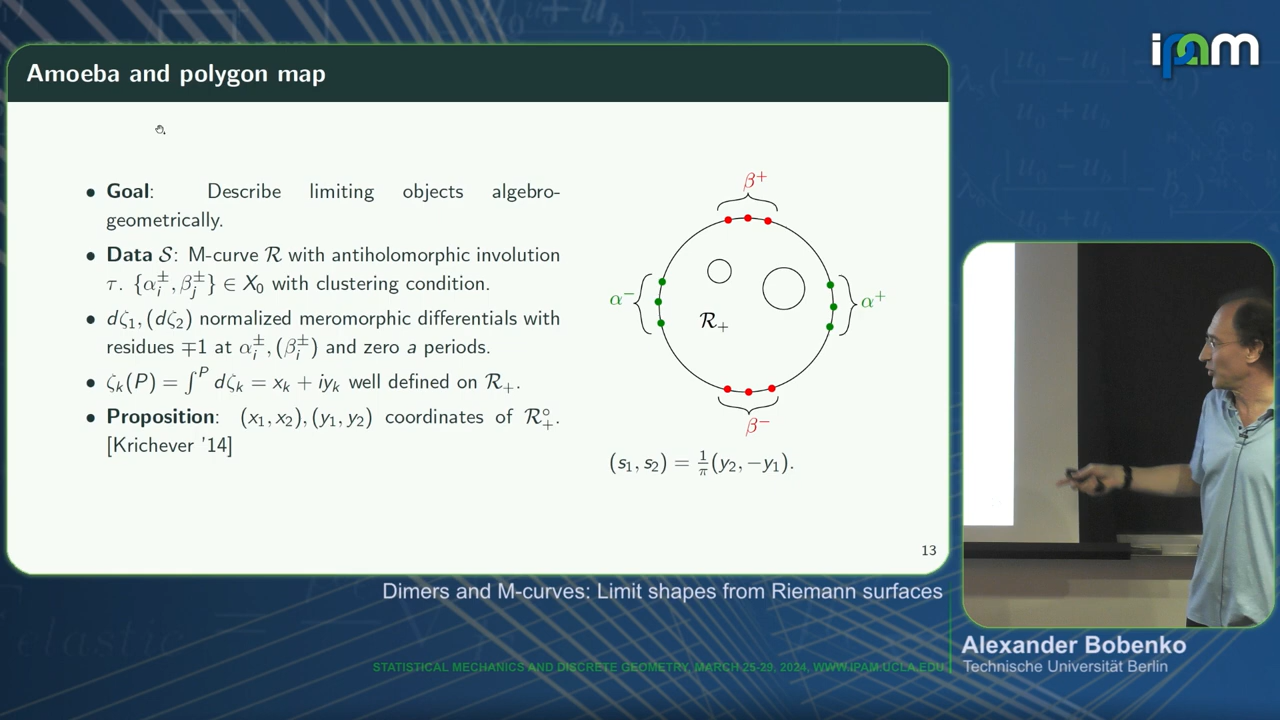 Amoeba and polygon map
ipam
• Goal: Describe limiting objects algebro-
geometrically.
• Data 𝒮: M-curve ℛ with antiholomorphic involution
τ. {α_i^±, β_j^±} ∈ X_0 with clustering condition.
• dζ_1, (dζ_2) normalized meromorphic differentials with
residues ∓1 at α_i^±, (β_i^±) and zero a periods.
• ζ_k(P) = ∫^P dζ_k = x_k + iy_k well defined on ℛ_+.
• Proposition: (x_1, x_2), (y_1, y_2) coordinates of ℛ_+^∘.
[Krichever '14]
β^+
α^-
α^+
ℛ_+
β^-
(s_1, s_2) = 1/π (y_2, −y_1).
13
Dimers and M-curves: Limit shapes from Riemann surfaces
Alexander Bobenko
Technische Universität Berlin
STATISTICAL MECHANICS AND DISCRETE GEOMETRY, MARCH 25-29, 2024, WWW.IPAM.UCLA.EDU